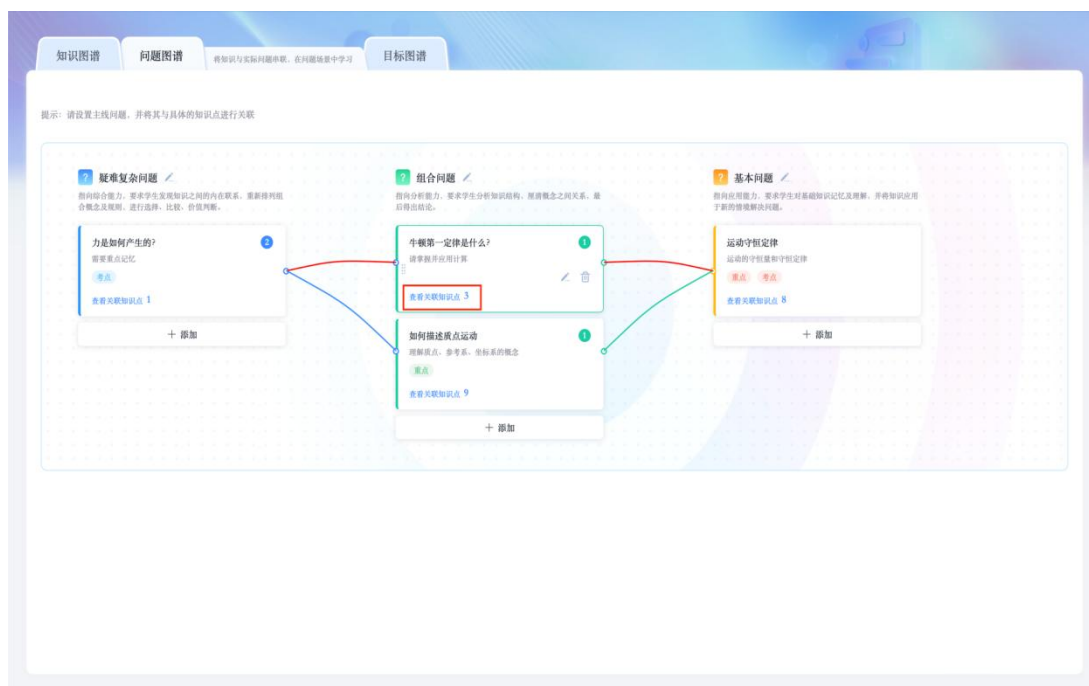 知识图谱
问题图谱
将知识与实际问题串联，在问题场景中学习
目标图谱
提示：请设置主线问题，并将其与具体的知识点进行关联
疑难复杂问题
指向综合能力，要求学生发现知识之间的内在联系，重新排列组
合概念及规则，进行选择、比较、价值判断。
力是如何产生的？
2
需要重点记忆
考点
查看关联知识点 1
+ 添加
组合问题
指向分析能力，要求学生分析知识结构，厘清概念之间关系，最
后得出结论。
牛顿第一定律是什么？
1
请掌握并应用计算
查看关联知识点 3
如何描述质点运动
1
理解质点、参考系、坐标系的概念
重点
查看关联知识点 9
+ 添加
基本问题
指向应用能力，要求学生对基础知识记忆及理解，并将知识应用
于新的情境解决问题。
运动守恒定律
运动的守恒量和守恒定律
重点 考点
查看关联知识点 8
+ 添加